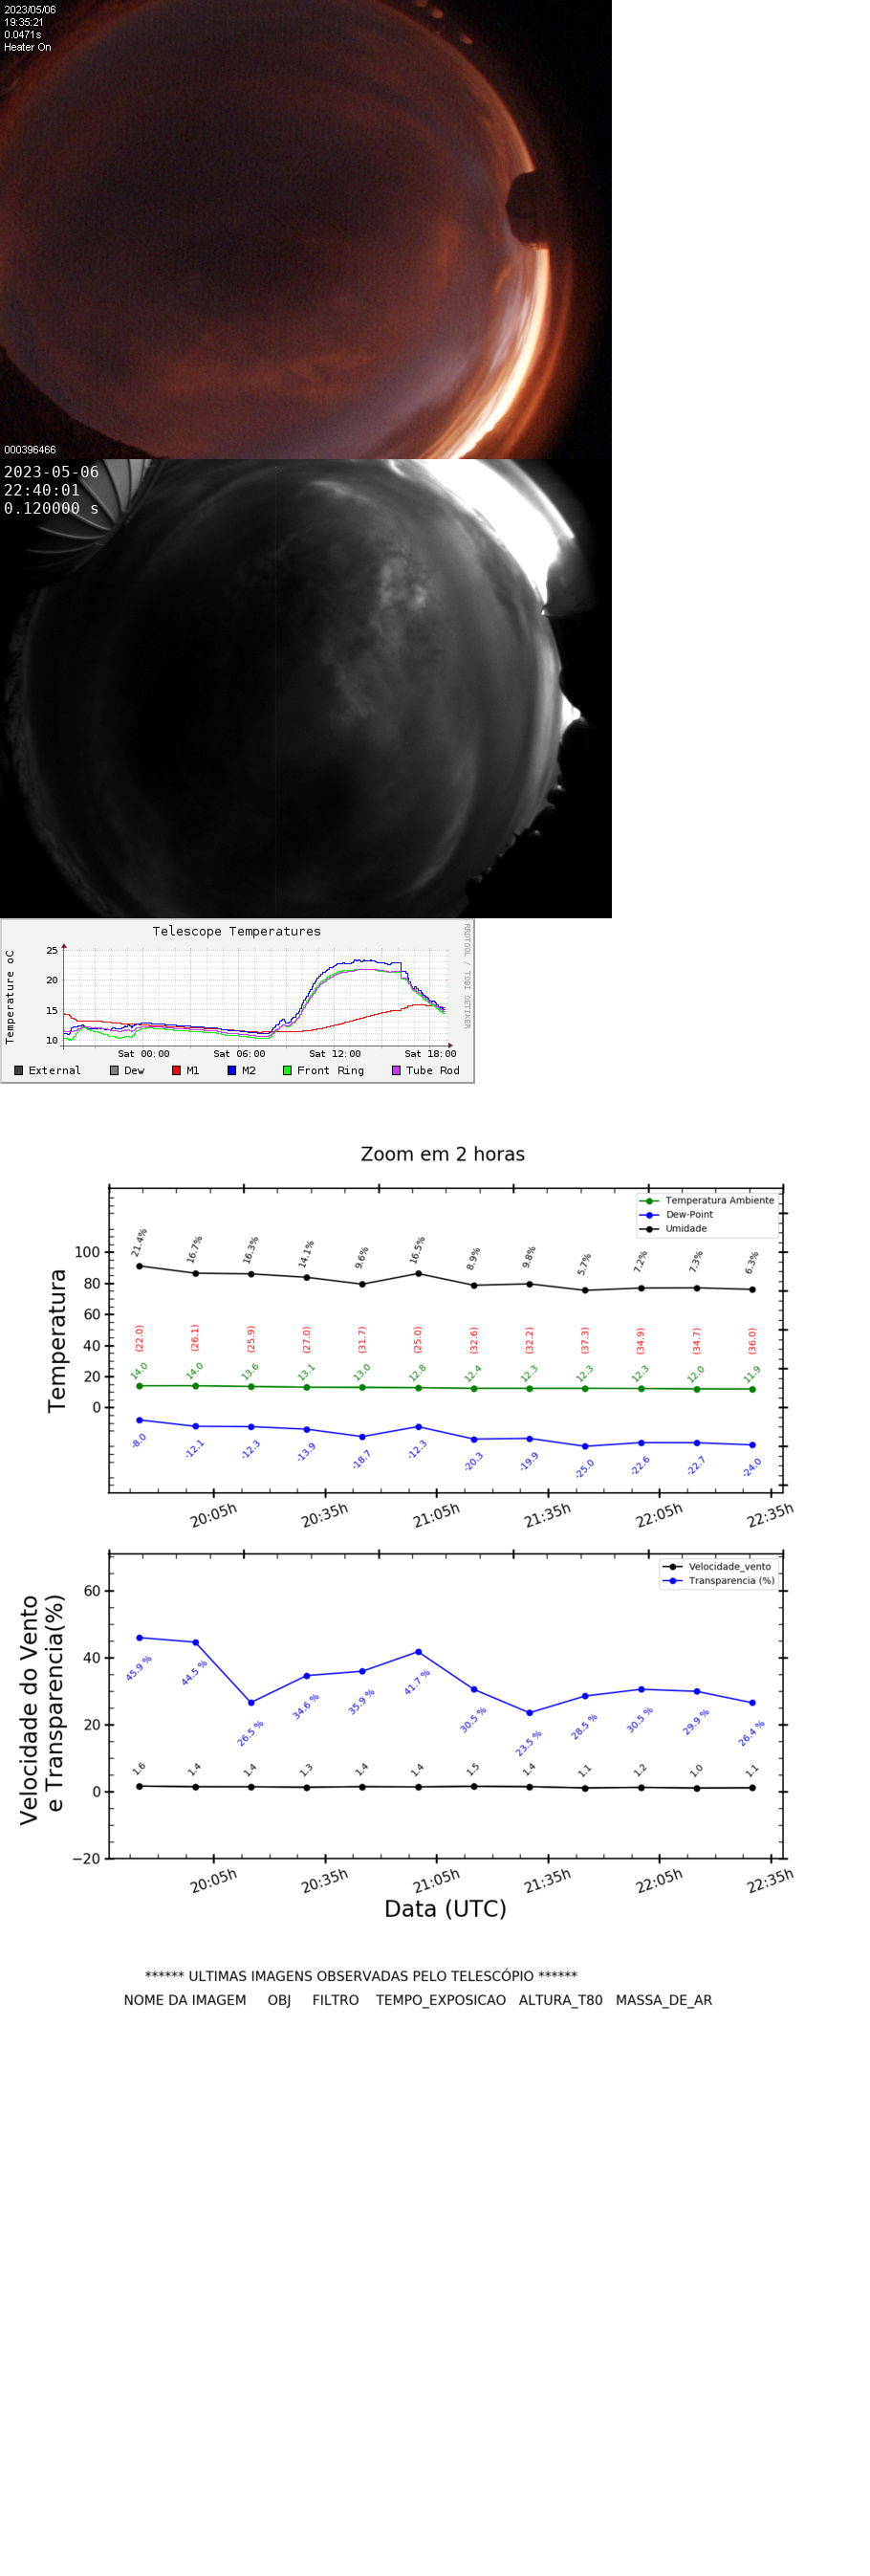 2023/05/06
19:35:21
0.0471s
Heater On
000396466
2023-05-06
22:40:01
0.120000 s
Telescope Temperatures
RRDTOOL / TOBI OETIKER
Temperature oC
25
20
15
10
Sat 00:00 Sat 06:00 Sat 12:00 Sat 18:00
External Dew M1 M2 Front Ring Tube Rod
Zoom em 2 horas
Temperatura Ambiente
Dew-Point
Umidade
Temperatura
100
80
60
40
20
0
21.4% 16.7% 16.3% 14.1% 9.6% 16.5% 8.9% 9.8% 5.7% 7.2% 7.3% 6.3%
(22.0) (26.1) (25.9) (27.0) (31.7) (25.0) (32.6) (32.2) (37.3) (34.9) (34.7) (36.0)
14.0 14.0 13.6 13.1 13.0 12.8 12.4 12.3 12.3 12.3 12.0 11.9
-8.0 -12.1 -12.3 -13.9 -18.7 -12.3 -20.3 -19.9 -25.0 -22.6 -22.7 -24.0
20:05h 20:35h 21:05h 21:35h 22:05h 22:35h
Velocidade_vento
Transparencia (%)
Velocidade do Vento
e Transparencia(%)
60
40
20
0
−20
45.9 % 44.5 % 26.5 % 34.6 % 35.9 % 41.7 % 30.5 % 23.5 % 28.5 % 30.5 % 29.9 % 26.4 %
1.6 1.4 1.4 1.3 1.4 1.4 1.5 1.4 1.1 1.2 1.0 1.1
20:05h 20:35h 21:05h 21:35h 22:05h 22:35h
Data (UTC)
****** ULTIMAS IMAGENS OBSERVADAS PELO TELESCÓPIO ******
NOME DA IMAGEM OBJ FILTRO TEMPO_EXPOSICAO ALTURA_T80 MASSA_DE_AR